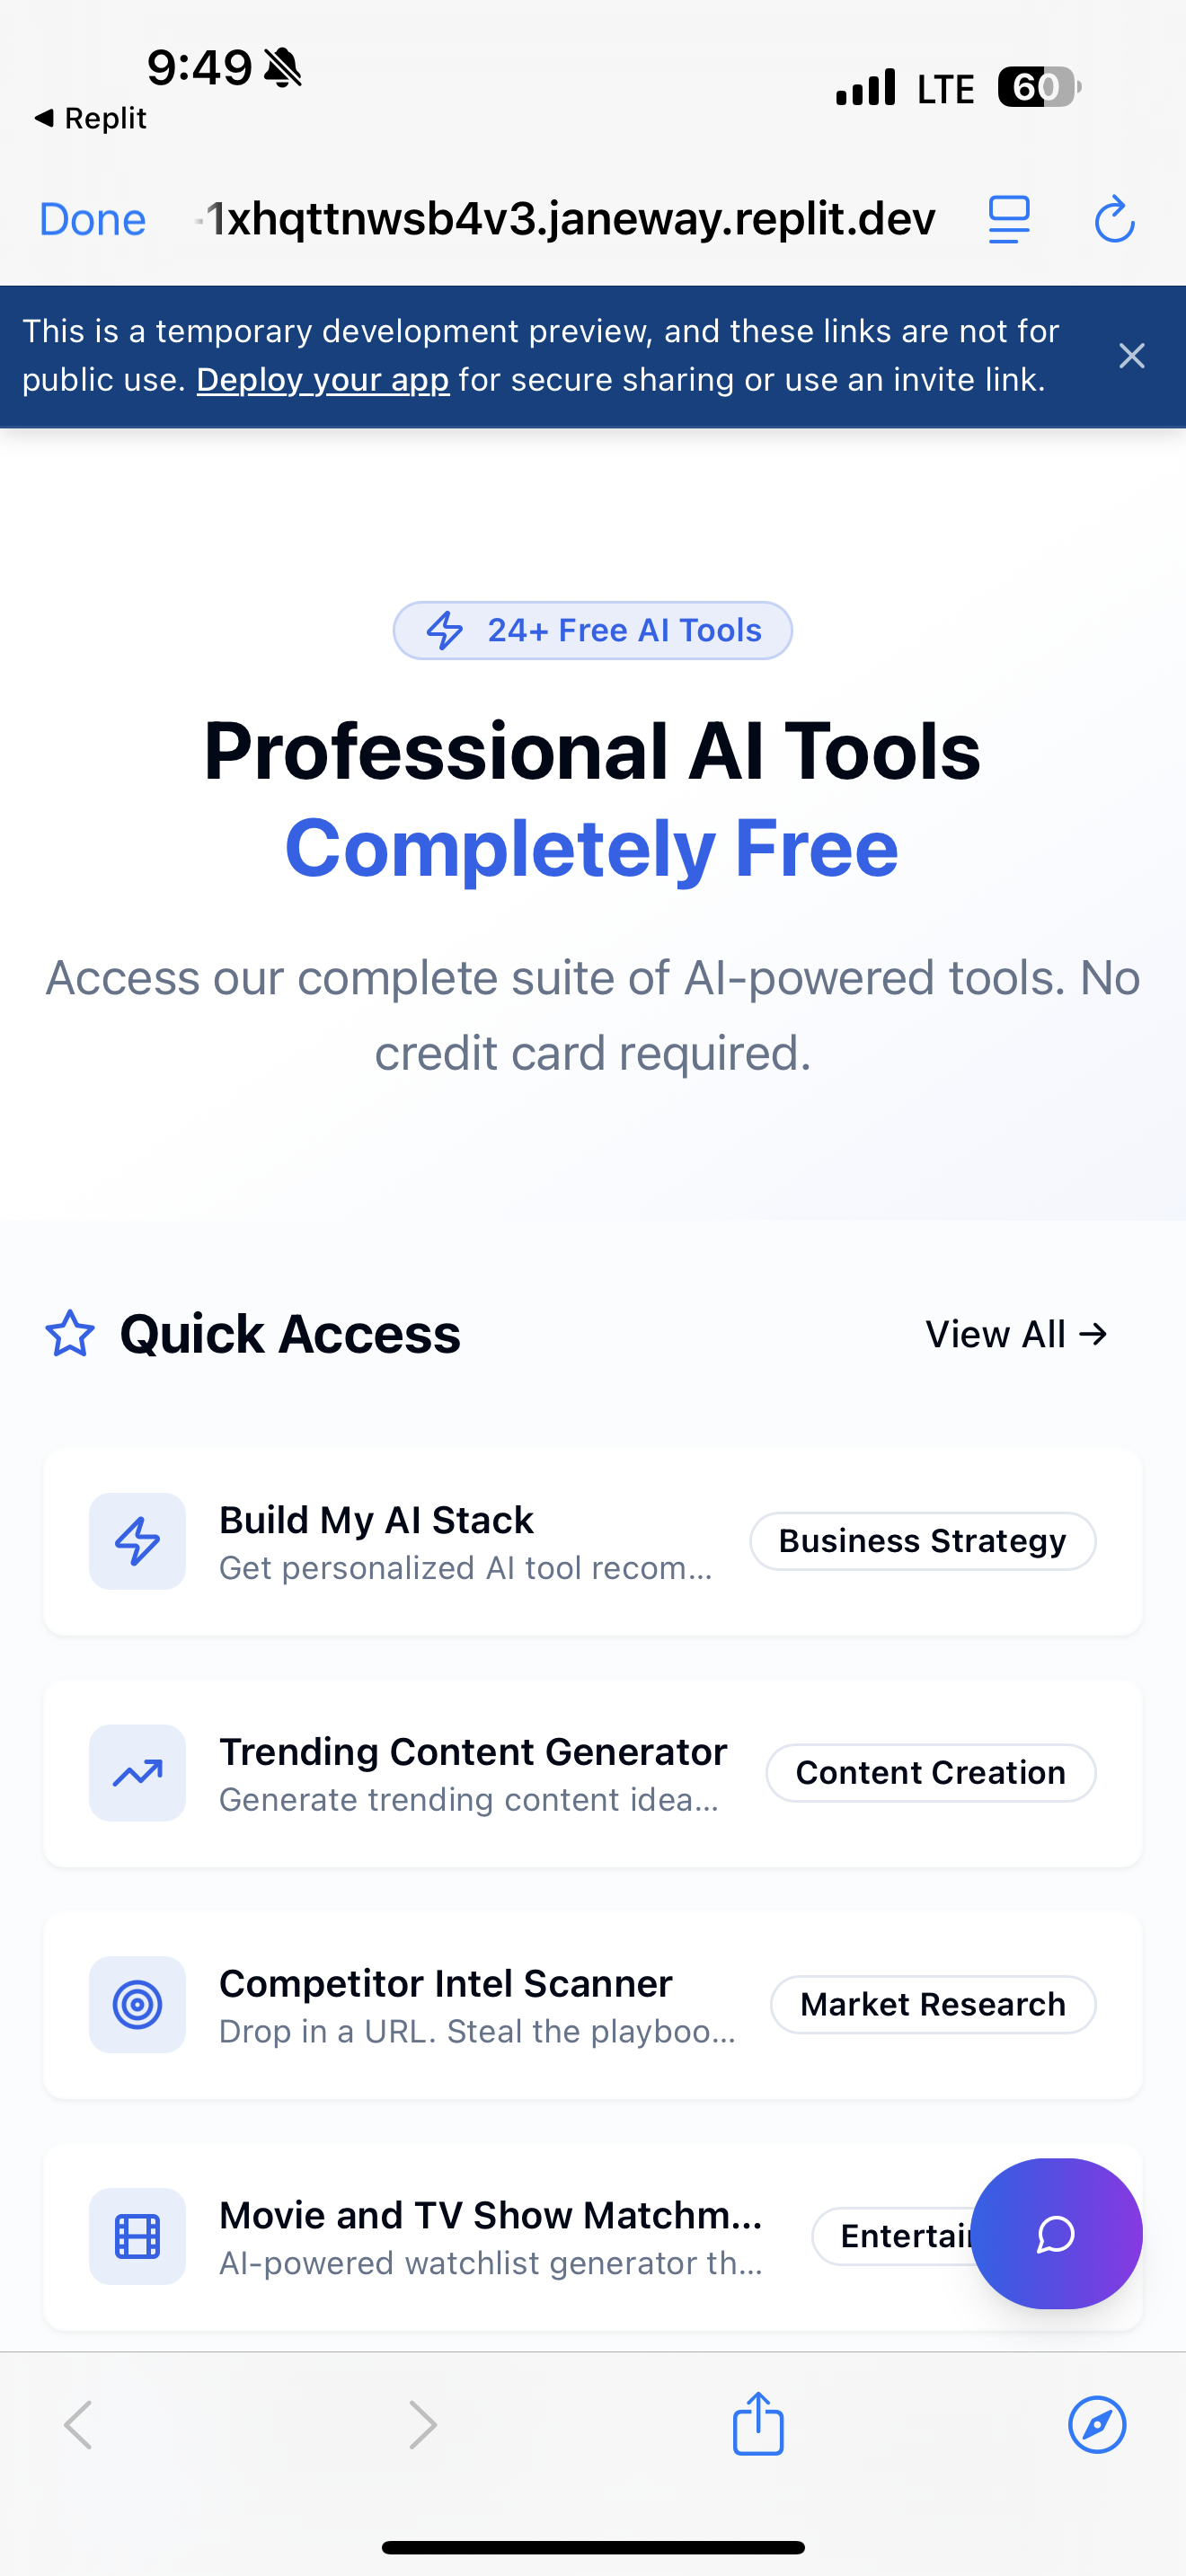 9:49
LTE 60
◀ Replit
Done
-1xhqttnwsb4v3.janeway.replit.dev
This is a temporary development preview, and these links are not for
public use. Deploy your app for secure sharing or use an invite link.
24+ Free AI Tools
Professional AI Tools
Completely Free
Access our complete suite of AI-powered tools. No
credit card required.
Quick Access
View All →
Build My AI Stack
Get personalized AI tool recom...
Business Strategy
Trending Content Generator
Generate trending content idea...
Content Creation
Competitor Intel Scanner
Drop in a URL. Steal the playboo...
Market Research
Movie and TV Show Matchm...
AI-powered watchlist generator th...
Entertai